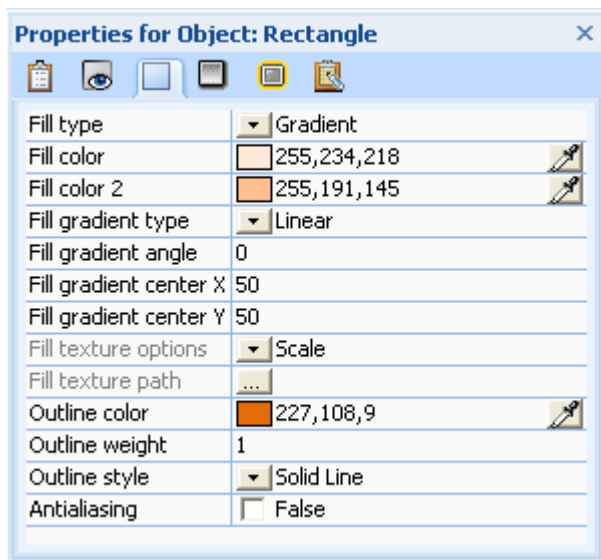 Properties for Object: Rectangle
Fill type Gradient
Fill color 255,234,218
Fill color 2 255,191,145
Fill gradient type Linear
Fill gradient angle 0
Fill gradient center X 50
Fill gradient center Y 50
Fill texture options Scale
Fill texture path ...
Outline color 227,108,9
Outline weight 1
Outline style Solid Line
Antialiasing False